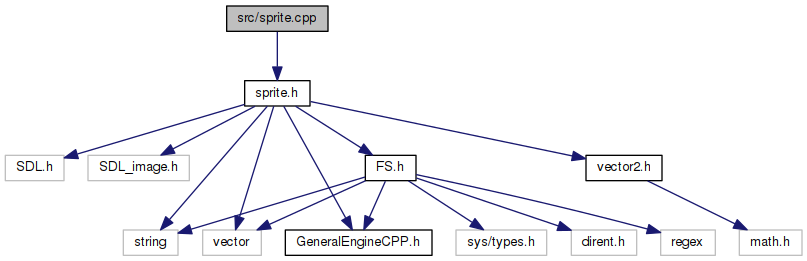 src/sprite.cpp
sprite.h
SDL.h
SDL_image.h
FS.h
vector2.h
string
vector
GeneralEngineCPP.h
sys/types.h
dirent.h
regex
math.h